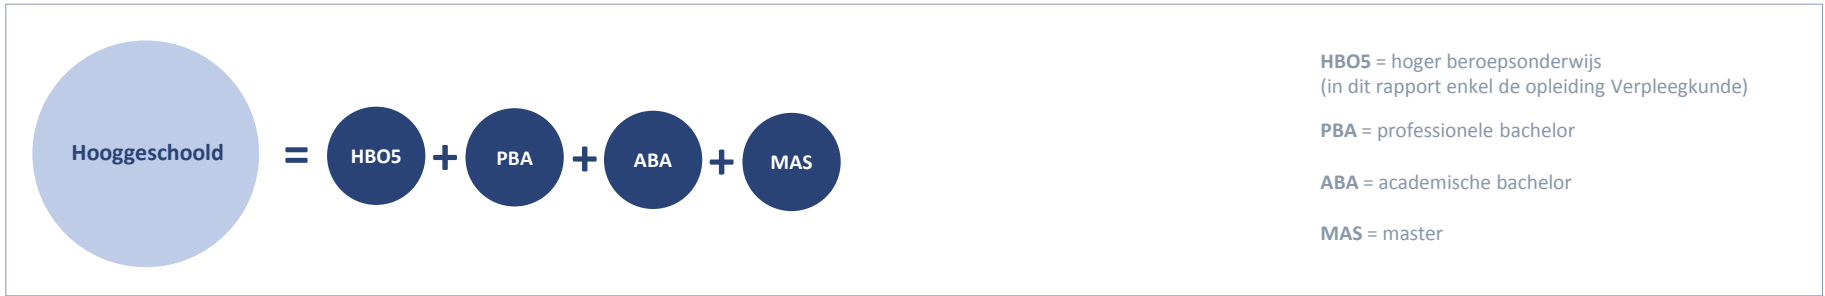 Hooggeschoold = HBO5 + PBA + ABA + MAS
HBO5 = hoger beroepsonderwijs
(in dit rapport enkel de opleiding Verpleegkunde)
PBA = professionele bachelor
ABA = academische bachelor
MAS = master